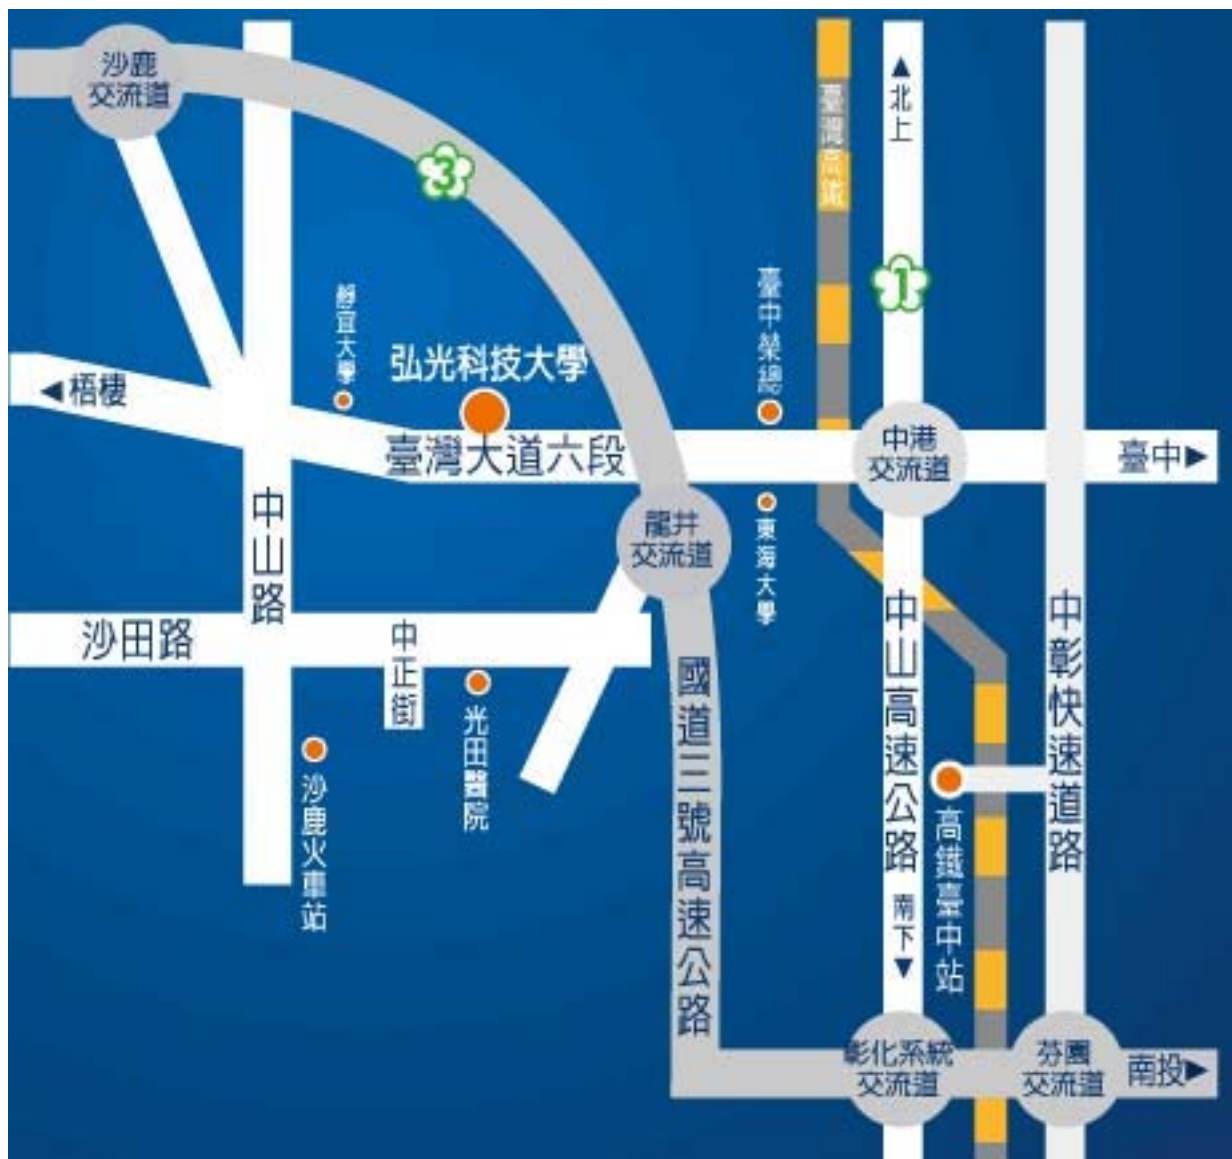 沙鹿
交流道
臺灣高鐵
▲北上
3
1
靜宜大學
弘光科技大學
臺中榮總
◀梧棲
臺灣大道六段
中港
交流道
臺中▶
中山路
龍井
交流道
東海大學
沙田路
中正街
光田醫院
沙鹿火車站
國道三號高速公路
中山高速公路
中彰快速道路
高鐵臺中站
南下▼
彰化系統
交流道
芬園
交流道
南投▶